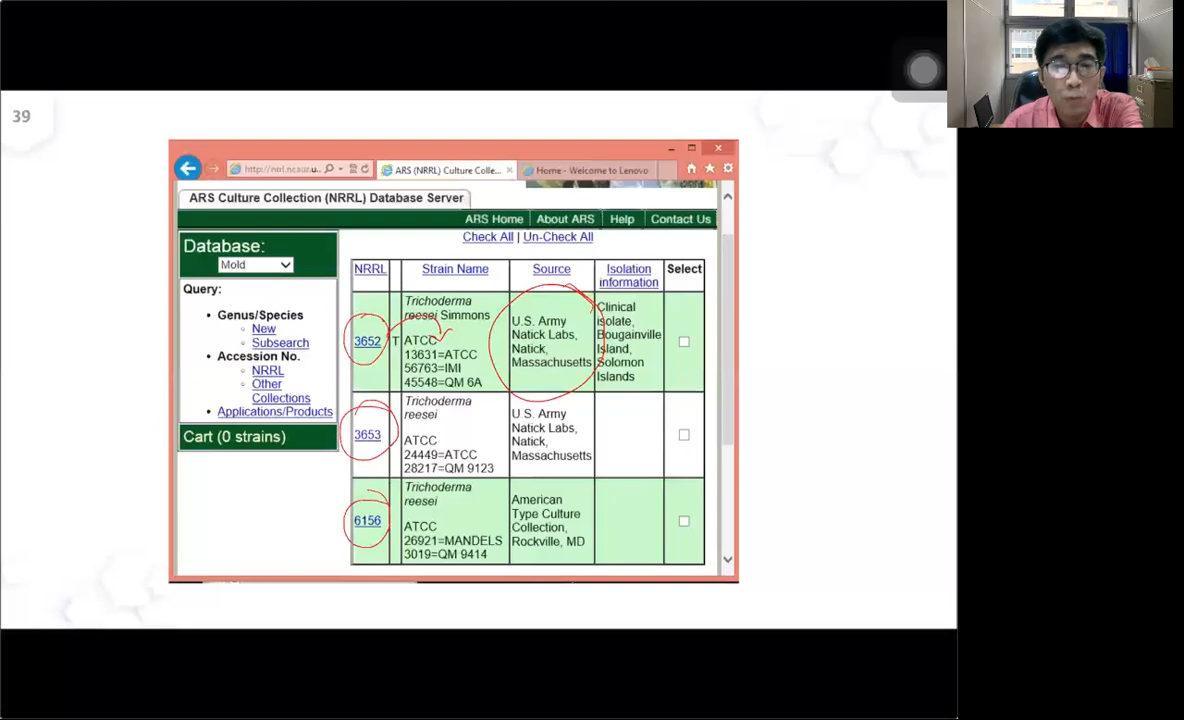 39
http://nrrl.ncaur.u...
ARS (NRRL) Culture Colle...
Home - Welcome to Lenovo
ARS Culture Collection (NRRL) Database Server
ARS Home | About ARS | Help | Contact Us
Check All | Un-Check All
Database:
Mold
Query:
Genus/Species
New
Subsearch
Accession No.
NRRL
Other
Collections
Applications/Products
Cart (0 strains)
NRRL
Strain Name
Source
Isolation
information
Select
3652
T
Trichoderma
reesei Simmons
ATCC
13631=ATCC
56763=IMI
45548=QM 6A
U.S. Army
Natick Labs,
Natick,
Massachusetts
Clinical
isolate,
Bougainville
Island,
Solomon
Islands
3653
Trichoderma
reesei
ATCC
24449=ATCC
28217=QM 9123
U.S. Army
Natick Labs,
Natick,
Massachusetts
6156
Trichoderma
reesei
ATCC
26921=MANDELS
3019=QM 9414
American
Type Culture
Collection,
Rockville, MD